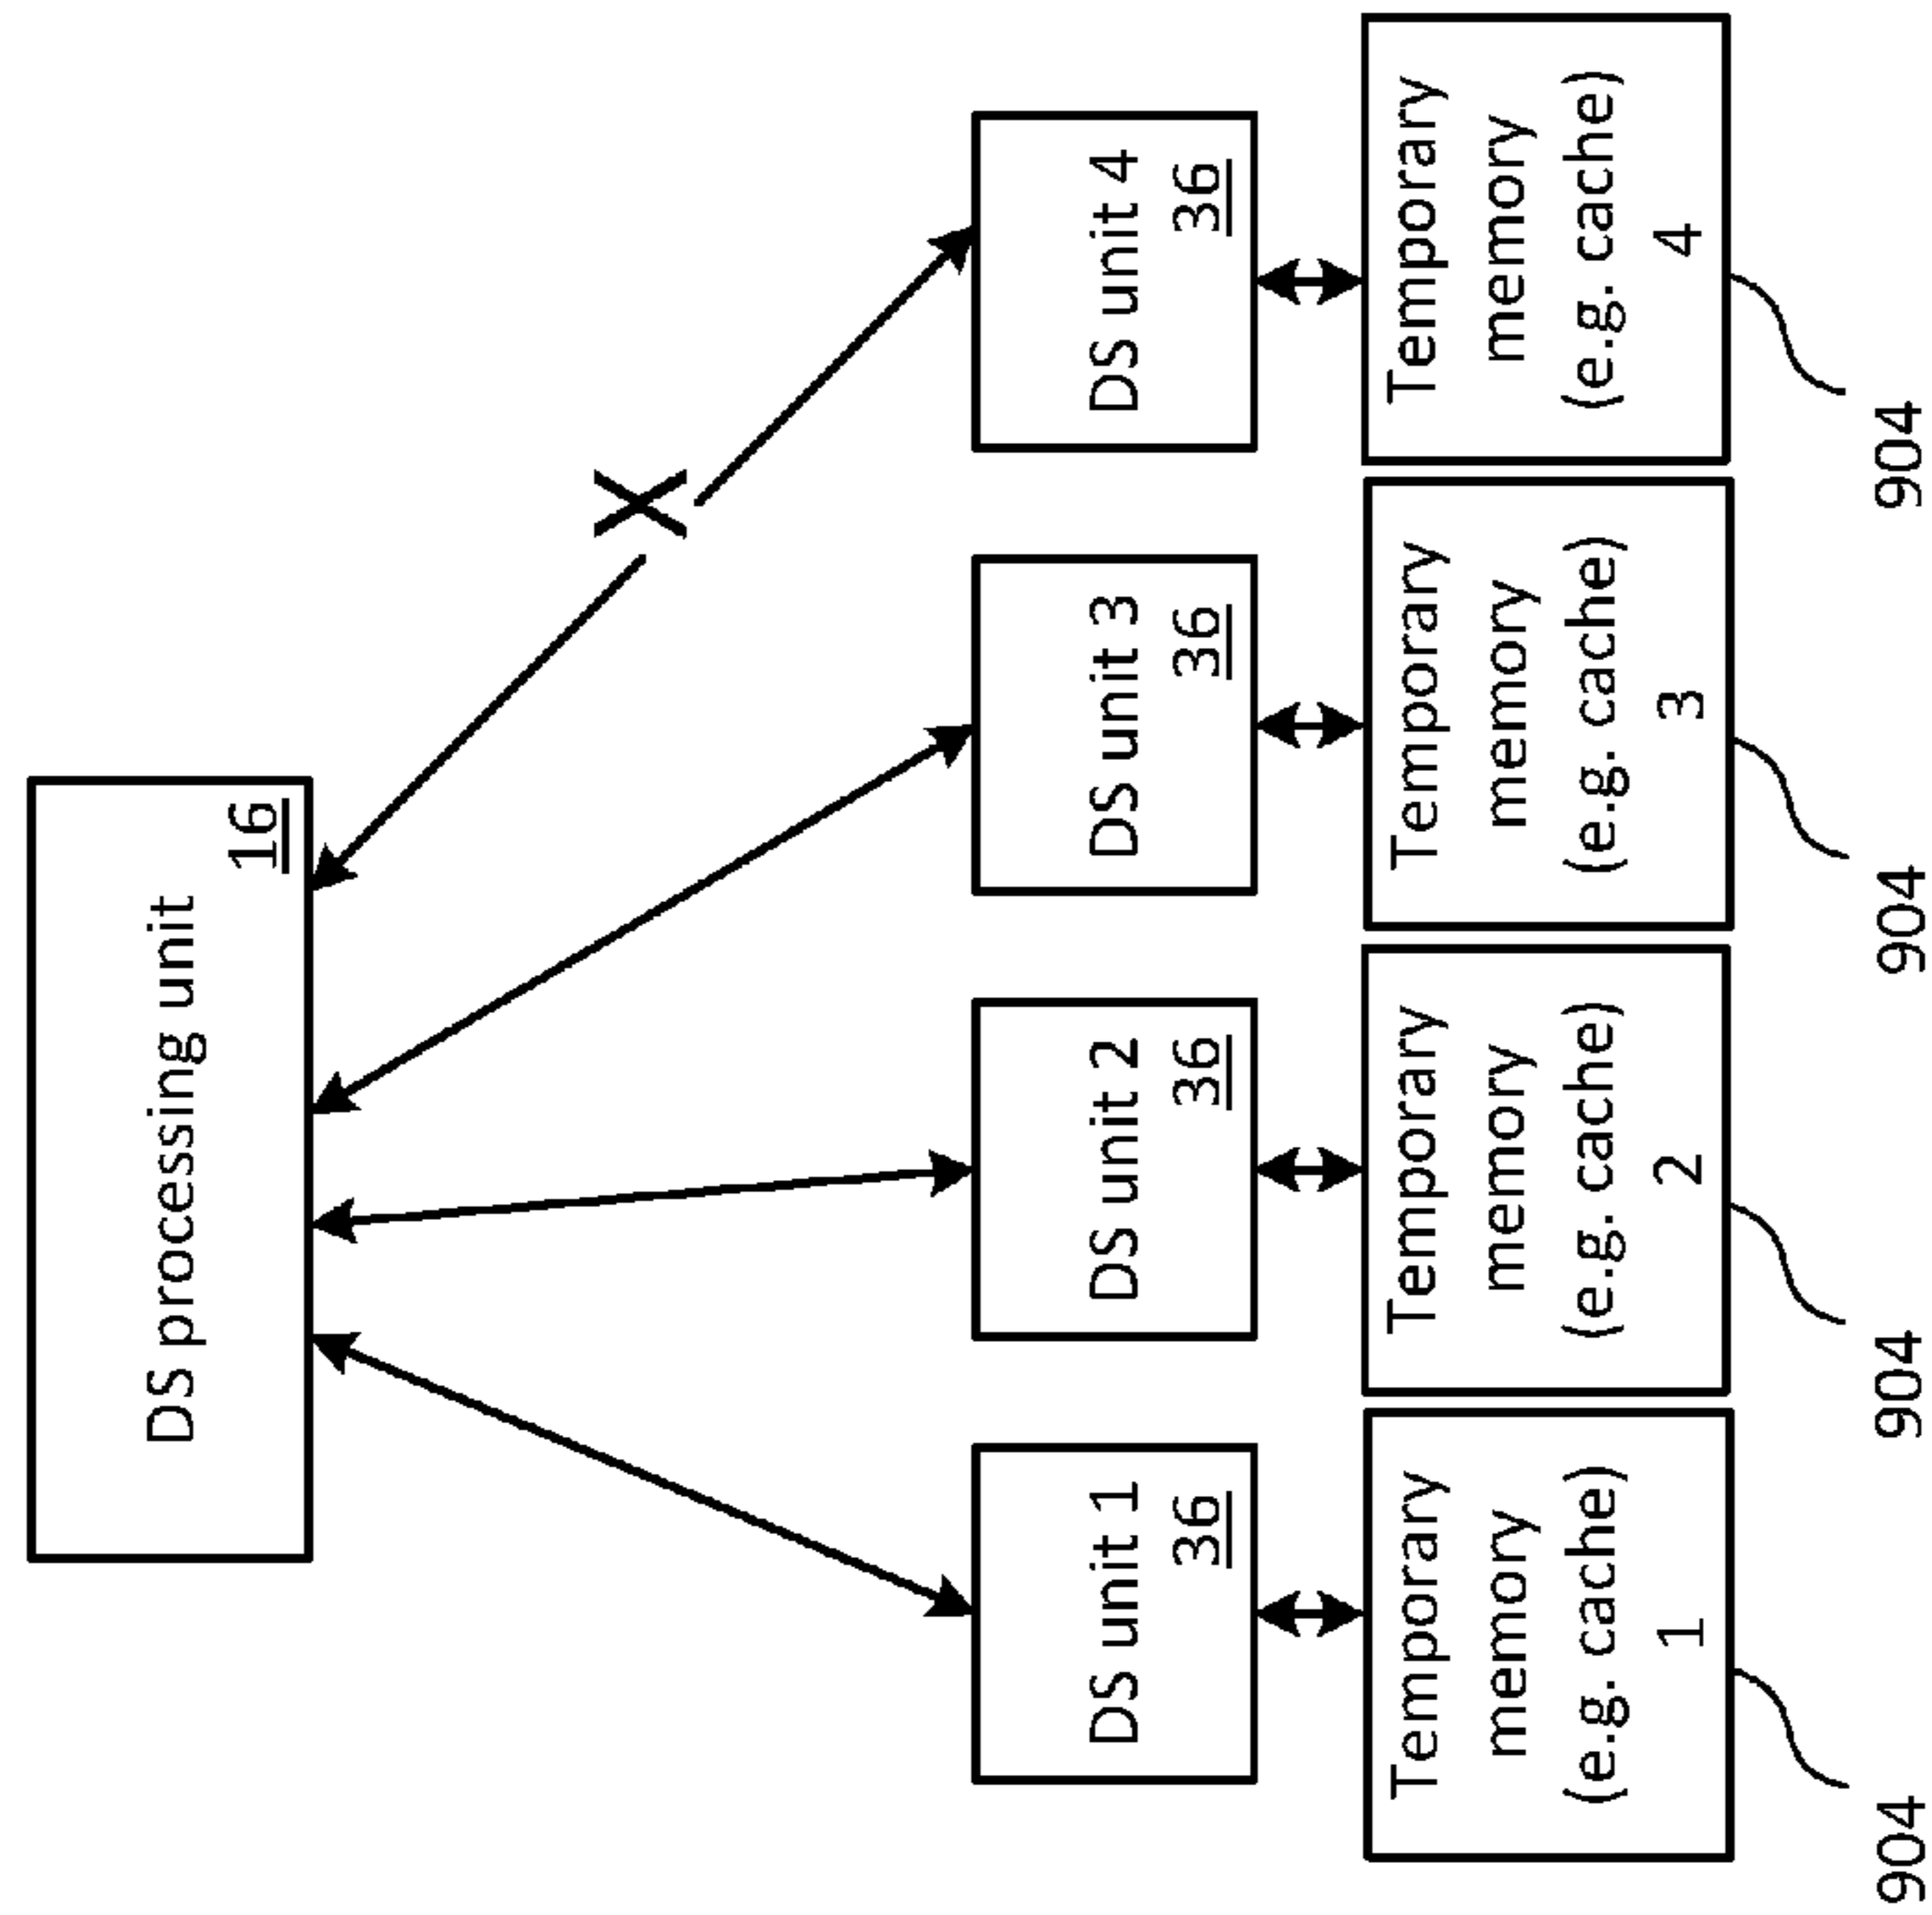 DS processing unit
16
X
DS unit 1
36
DS unit 2
36
DS unit 3
36
DS unit 4
36
Temporary
memory
(e.g. cache)
1
Temporary
memory
(e.g. cache)
2
Temporary
memory
(e.g. cache)
3
Temporary
memory
(e.g. cache)
4
904
904
904
904